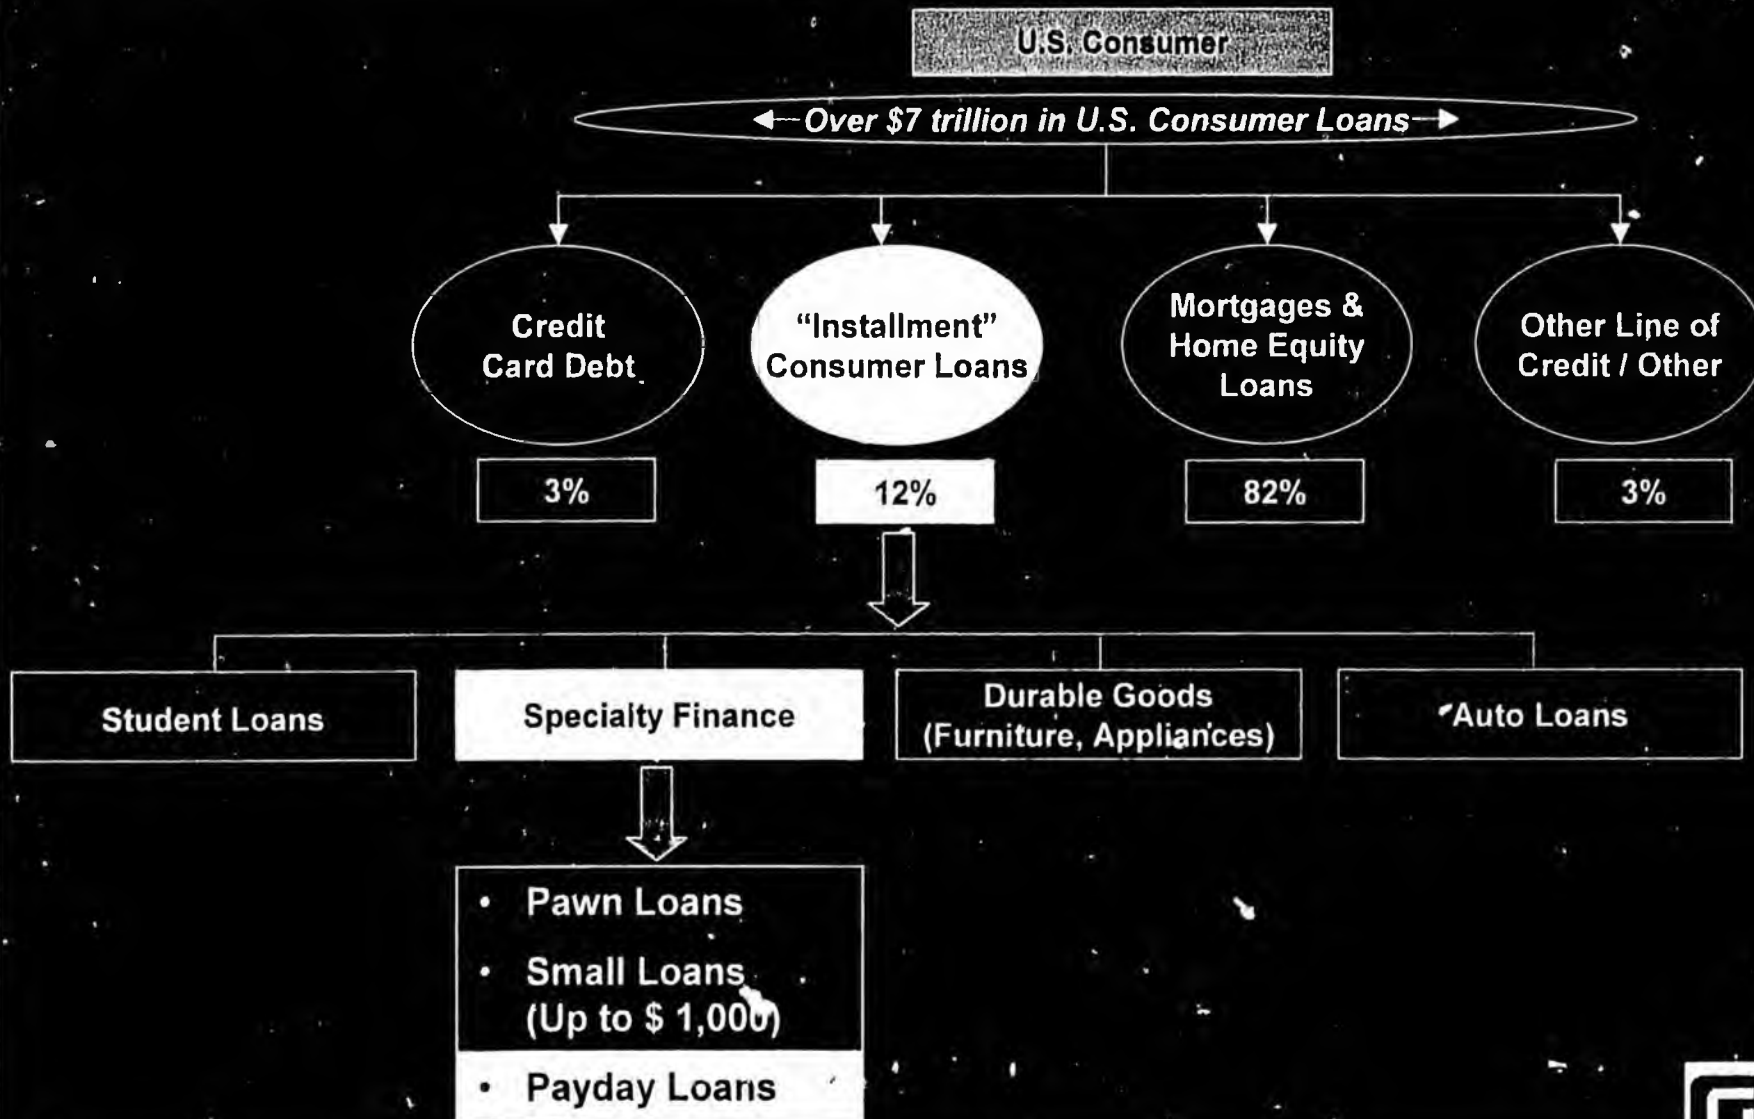 U.S. Consumer
Over $7 trillion in U.S. Consumer Loans
Credit
Card Debt
"Installment"
Consumer Loans
Mortgages &
Home Equity
Loans
Other Line of
Credit / Other
3%
12%
82%
3%
Student Loans
Specialty Finance
Durable Goods
(Furniture, Appliances)
Auto Loans
• Pawn Loans
• Small Loans
(Up to $ 1,000)
• Payday Loans